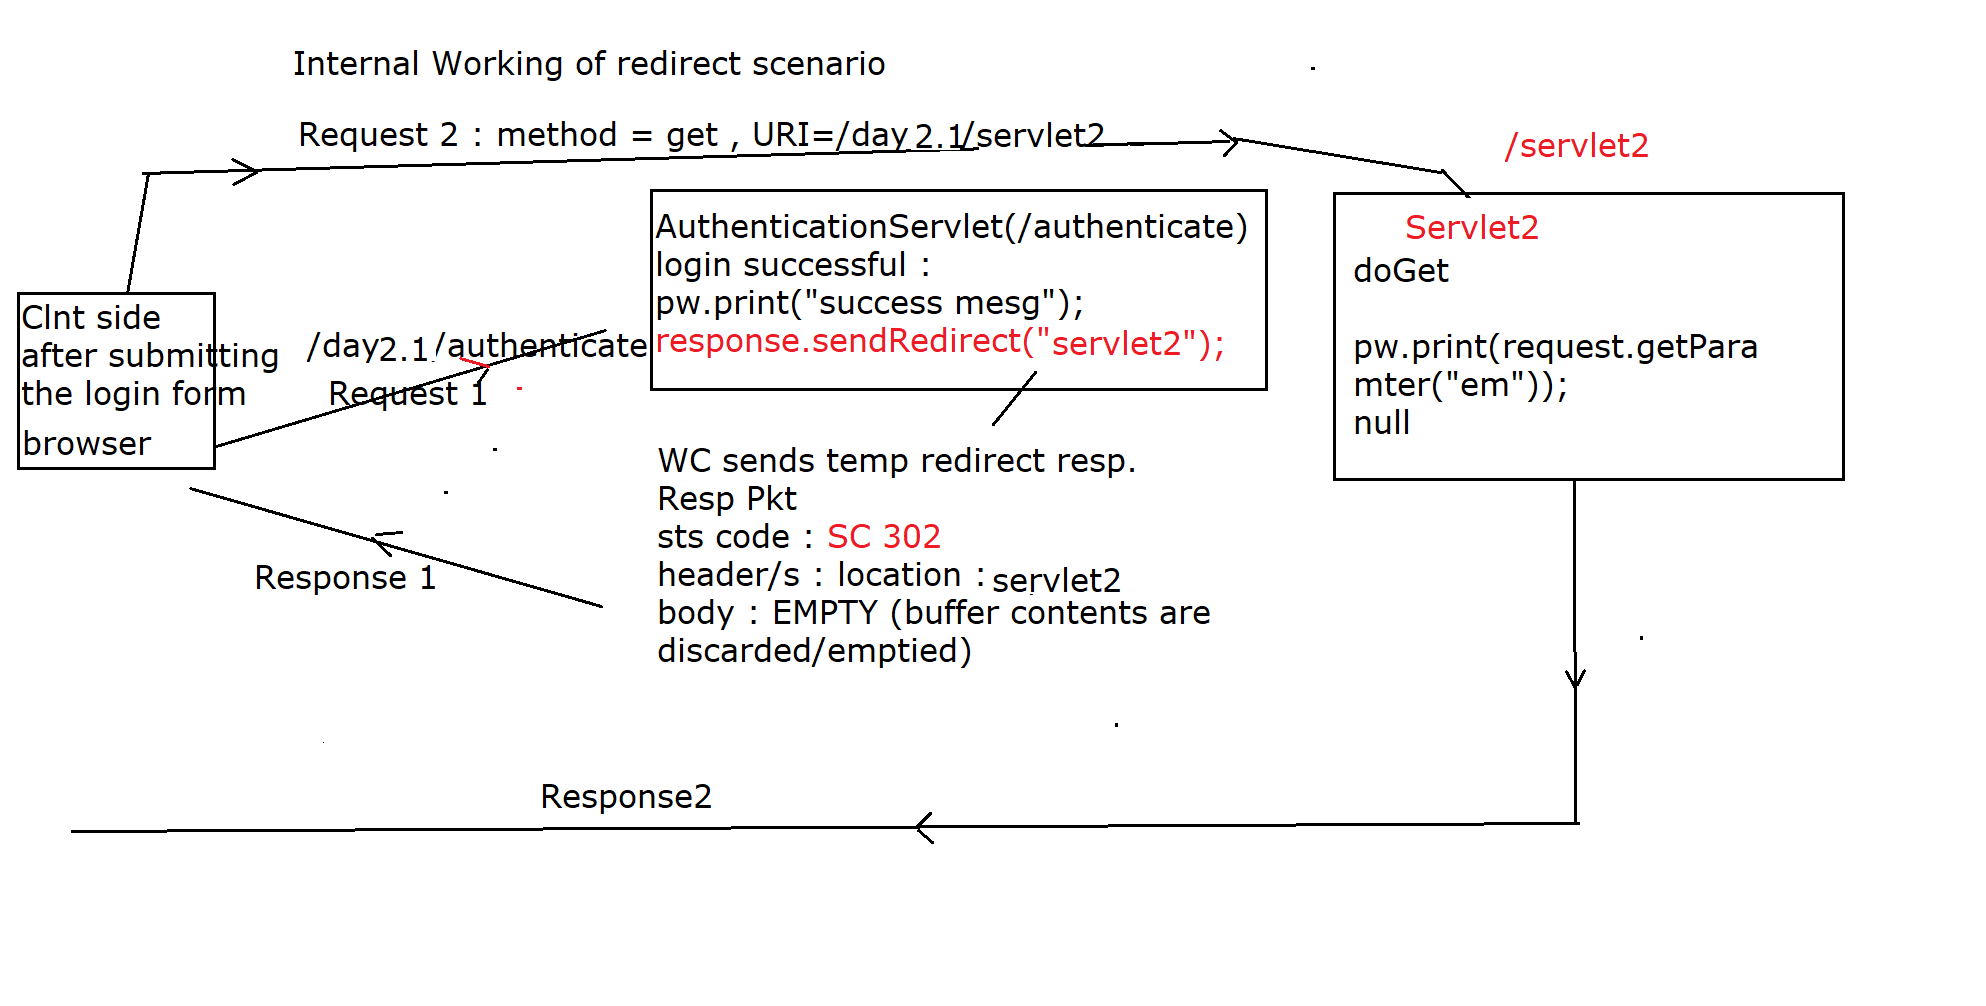 Internal Working of redirect scenario
Request 2 : method = get , URI=/day2.1/servlet2
/servlet2
AuthenticationServlet(/authenticate)
login successful :
pw.print("success mesg");
response.sendRedirect("servlet2");
Servlet2
doGet
pw.print(request.getPara
mter("em"));
null
Clnt side
after submitting
the login form
browser
/day2.1/authenticate
Request 1
WC sends temp redirect resp.
Resp Pkt
sts code : SC 302
header/s : location :servlet2
body : EMPTY (buffer contents are
discarded/emptied)
Response 1
Response2